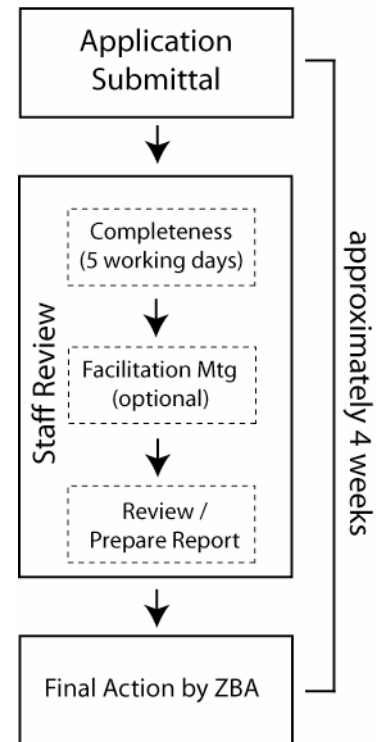 Application
Submittal
Staff Review
Completeness
(5 working days)
Facilitation Mtg
(optional)
Review /
Prepare Report
Final Action by ZBA
approximately 4 weeks